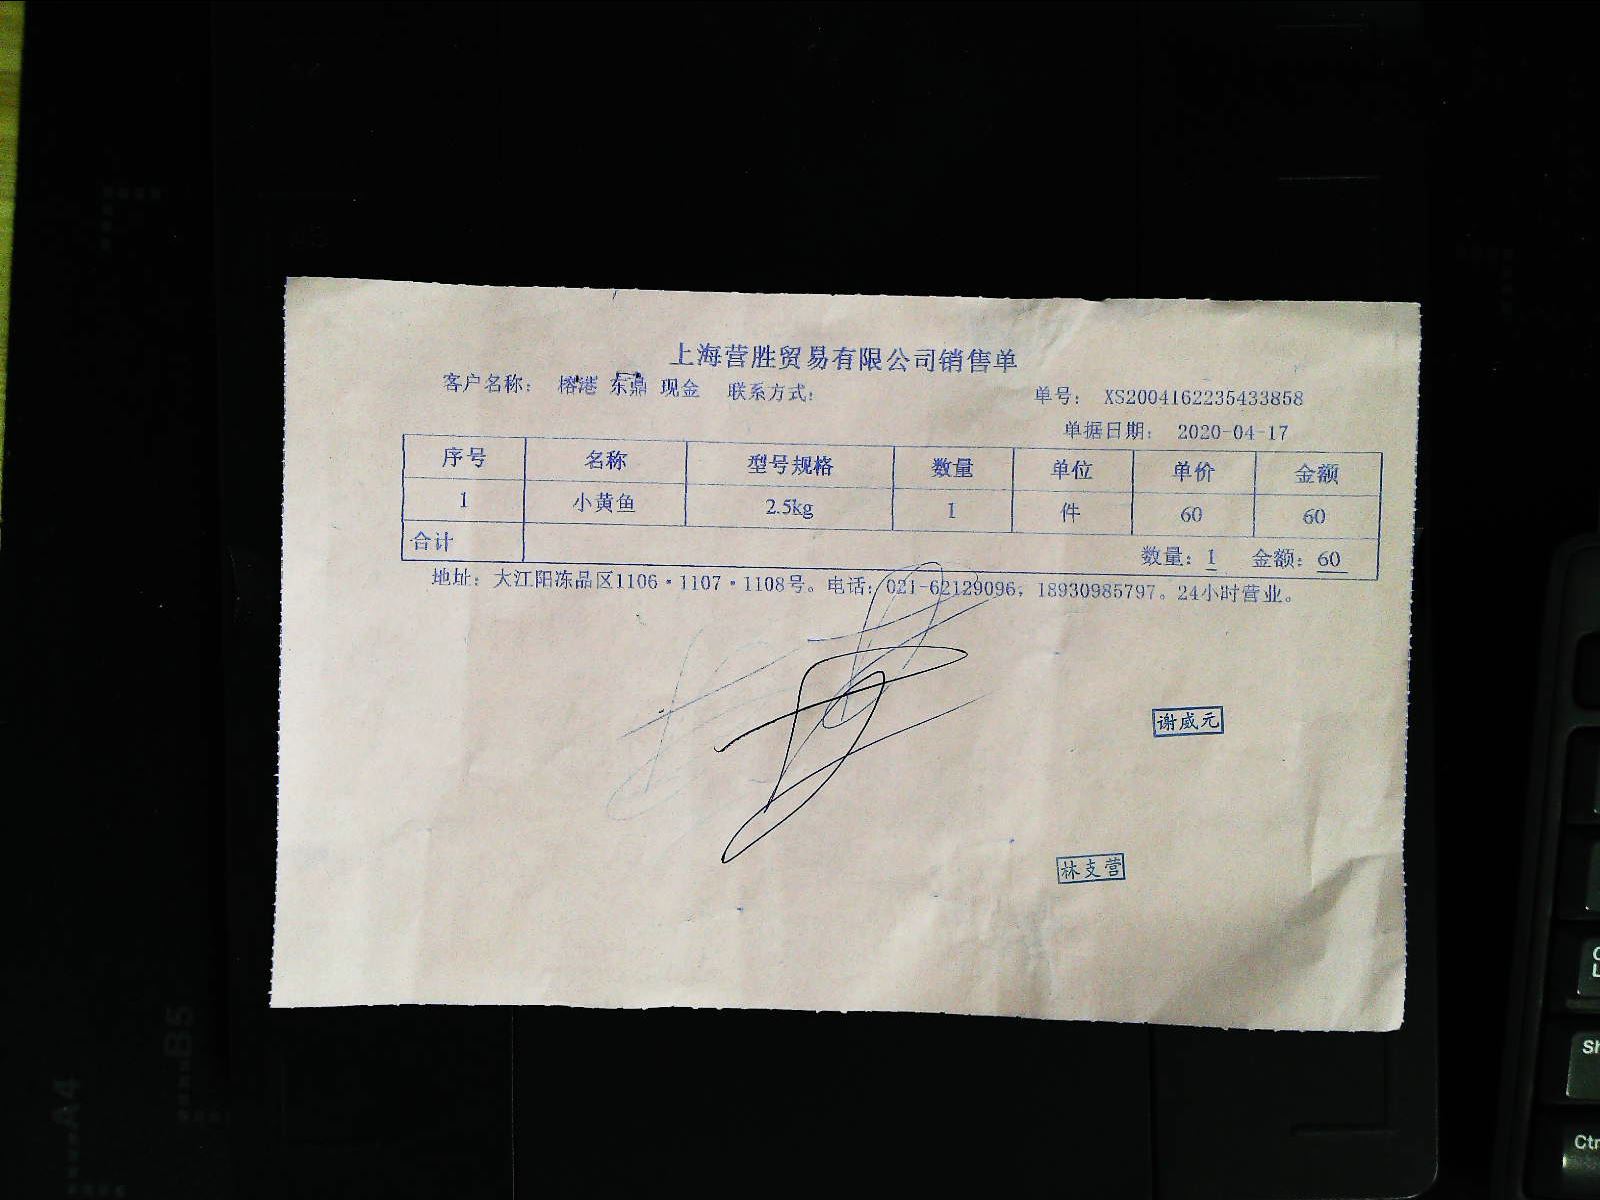 上海营胜贸易有限公司销售单
客户名称： 榕港 东鼎 现金 联系方式： 单号： XS2004162235433858
单据日期： 2020-04-17
序号 名称 型号规格 数量 单位 单价 金额
1 小黄鱼 2.5kg 1 件 60 60
合计 数量：1 金额：60
地址：大江阳冻品区1106·1107·1108号。电话：021-62129096，18930985797。24小时营业。
谢咸元
林支营
A4
B5
Ctr